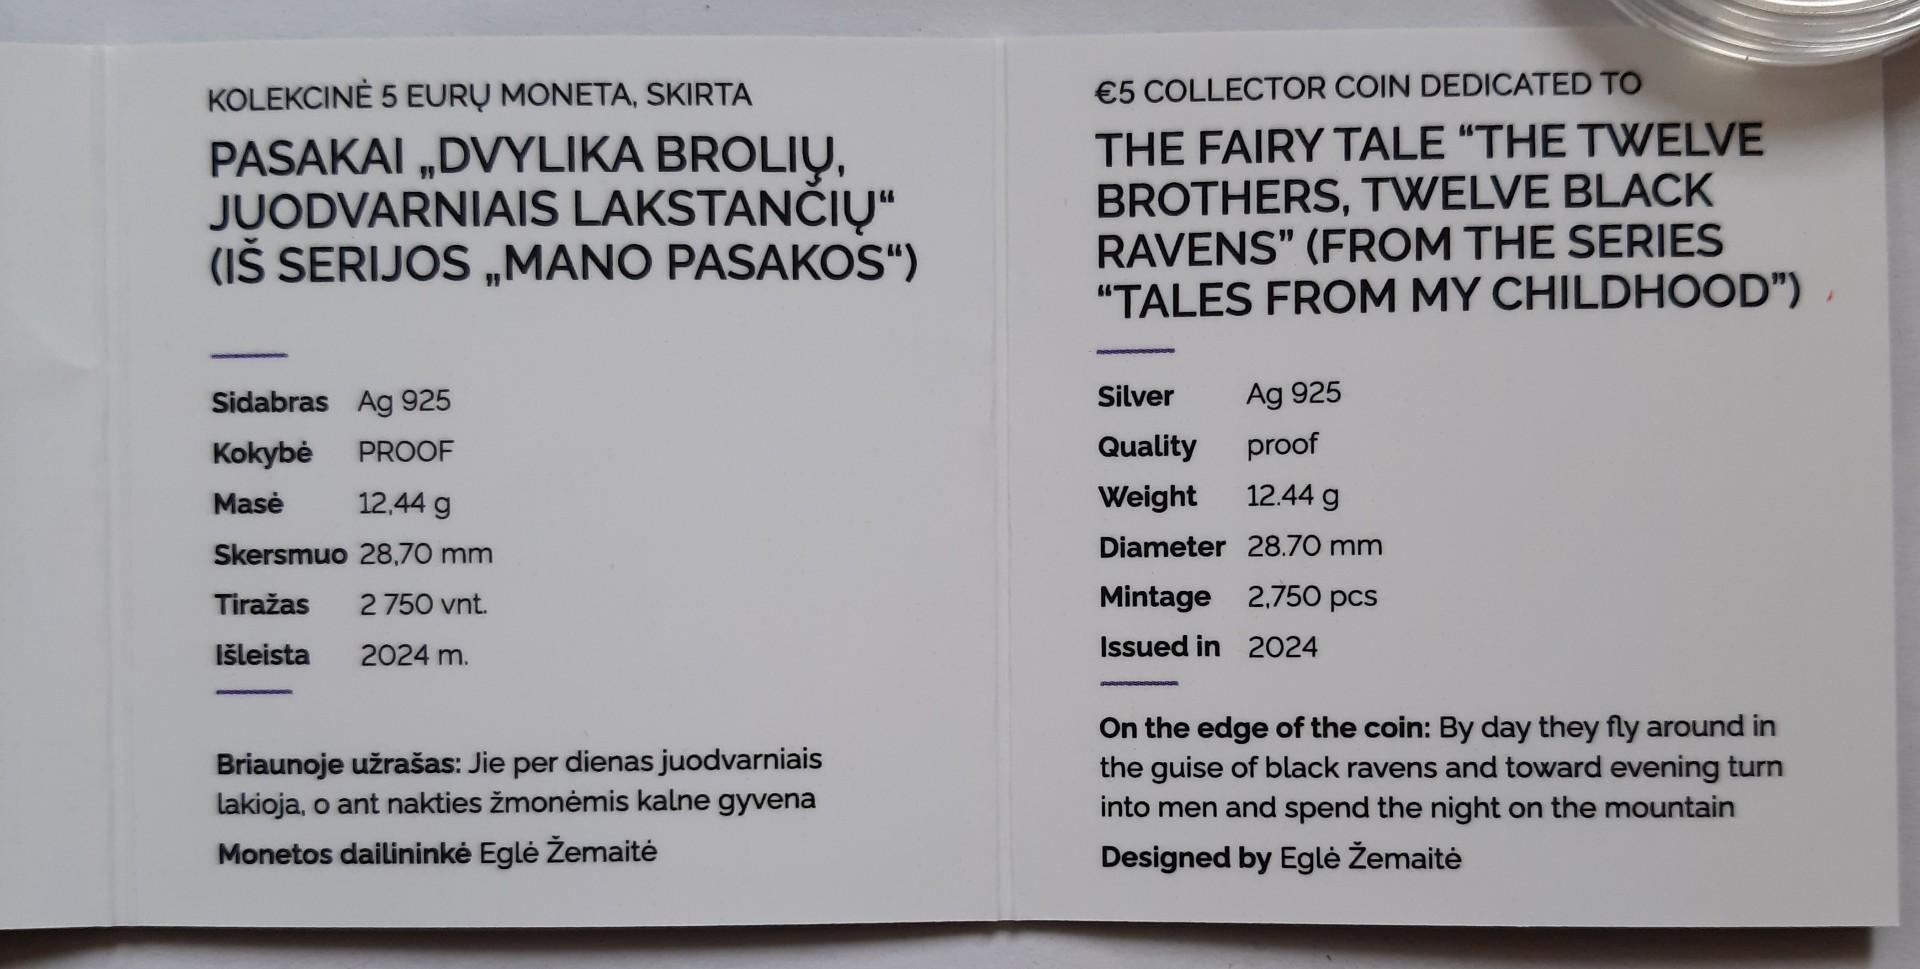 KOLEKCINĖ 5 EURŲ MONETA, SKIRTA
PASAKAI „DVYLIKA BROLIŲ,
JUODVARNIAIS LAKSTANČIŲ“
(IŠ SERIJOS „MANO PASAKOS“)
Sidabras Ag 925
Kokybė PROOF
Masė 12,44 g
Skersmuo 28,70 mm
Tiražas 2 750 vnt.
Išleista 2024 m.
Briaunoje užrašas: Jie per dienas juodvarniais
lakioja, o ant nakties žmonėmis kalne gyvena
Monetos dailininkė Eglė Žemaitė
€5 COLLECTOR COIN DEDICATED TO
THE FAIRY TALE “THE TWELVE
BROTHERS, TWELVE BLACK
RAVENS” (FROM THE SERIES
“TALES FROM MY CHILDHOOD”)
Silver Ag 925
Quality proof
Weight 12.44 g
Diameter 28.70 mm
Mintage 2,750 pcs
Issued in 2024
On the edge of the coin: By day they fly around in
the guise of black ravens and toward evening turn
into men and spend the night on the mountain
Designed by Eglė Žemaitė